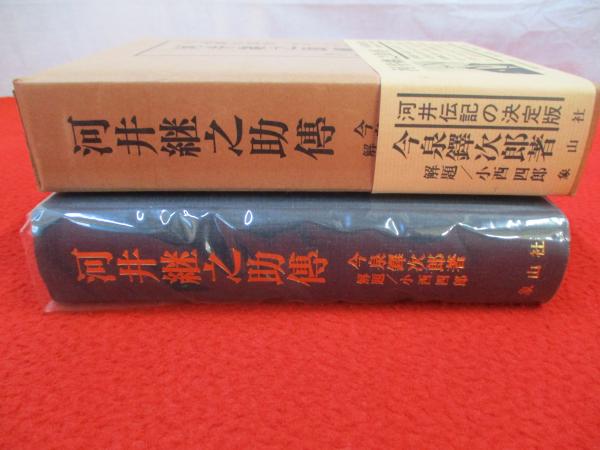 河井継之助傳
今
解
河井伝記の決定版
今泉鐸次郎著
解題/小西四郎
象山社
河井継之助傳
今泉鐸次郎著
解題/小西四郎
象山社